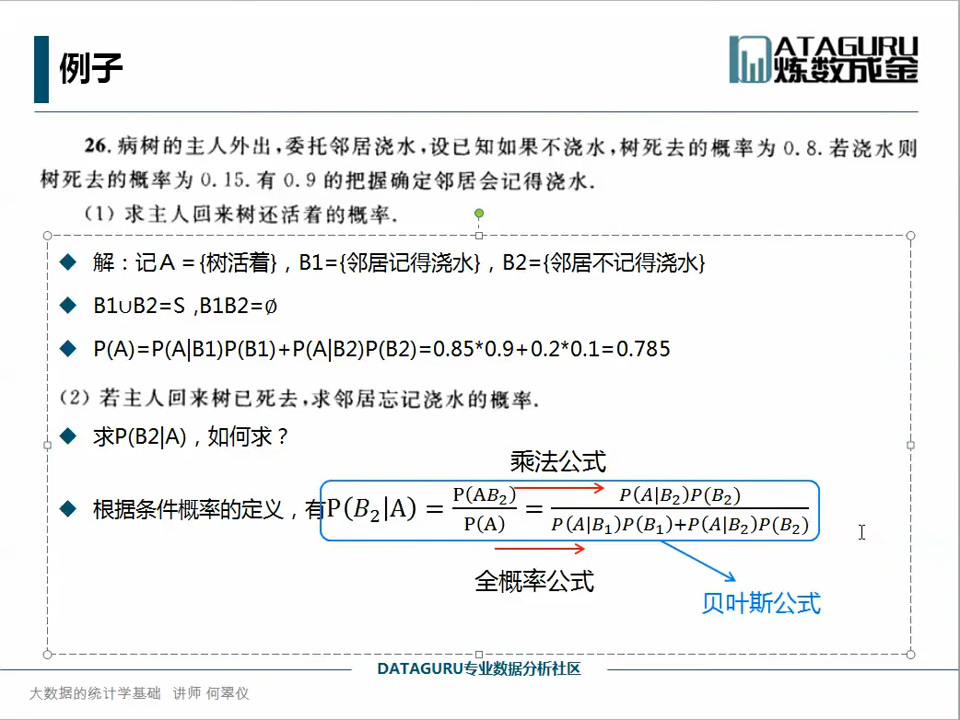 例子
DATAGURU
炼数成金
26. 病树的主人外出,委托邻居浇水,设已知如果不浇水,树死去的概率为 0.8. 若浇水则
树死去的概率为 0.15. 有 0.9 的把握确定邻居会记得浇水.
(1) 求主人回来树还活着的概率.
◆ 解：记A＝{树活着}，B1={邻居记得浇水}，B2={邻居不记得浇水}
◆ B1∪B2=S ,B1B2=∅
◆ P(A)=P(A|B1)P(B1)+P(A|B2)P(B2)=0.85*0.9+0.2*0.1=0.785
(2) 若主人回来树已死去,求邻居忘记浇水的概率.
◆ 求P(B2|A)，如何求？
乘法公式
◆ 根据条件概率的定义，有P(B₂|A) = P(AB₂)/P(A) = P(A|B₂)P(B₂)/P(A|B₁)P(B₁)+P(A|B₂)P(B₂)
全概率公式
贝叶斯公式
DATAGURU专业数据分析社区
大数据的统计学基础 讲师 何翠仪